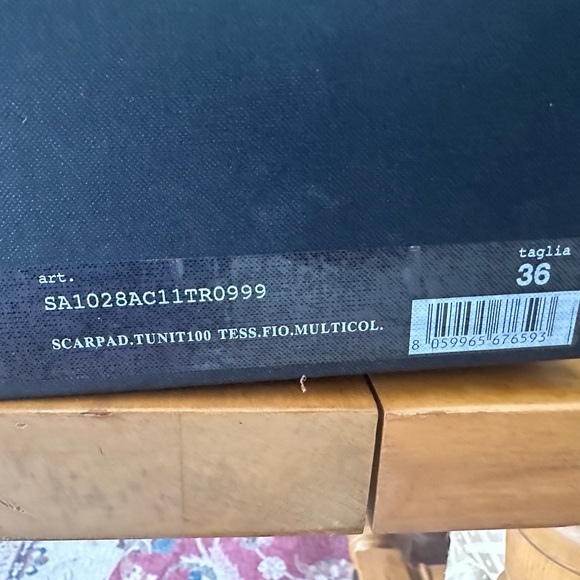 art.
SA1028AC11TR0999
SCARPAD.TUNIT100 TESS.FIO.MULTICOL.
taglia
36
8 059965 676593